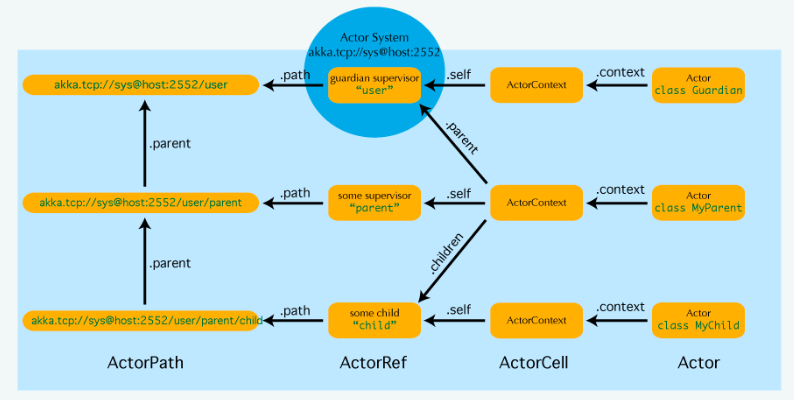 Actor System
akka.tcp://sys@host:2552
akka.tcp://sys@host:2552/user
.path
guardian supervisor
"user"
.self
ActorContext
.context
Actor
class Guardian
.parent
.parent
akka.tcp://sys@host:2552/user/parent
.path
some supervisor
"parent"
.self
ActorContext
.context
Actor
class MyParent
.parent
.children
akka.tcp://sys@host:2552/user/parent/child
.path
some child
"child"
.self
ActorContext
.context
Actor
class MyChild
ActorPath
ActorRef
ActorCell
Actor